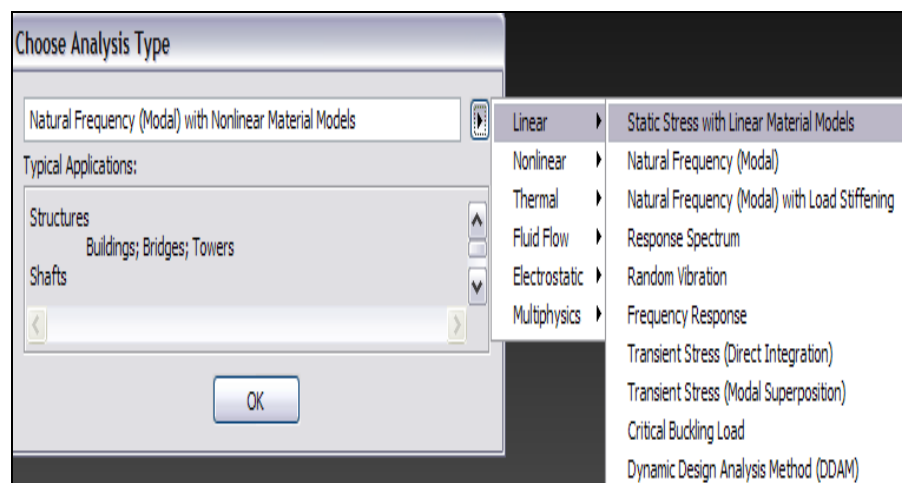 Choose Analysis Type
Natural Frequency (Modal) with Nonlinear Material Models
Typical Applications:
Structures
Buildings; Bridges; Towers
Shafts
OK
Linear
Nonlinear
Thermal
Fluid Flow
Electrostatic
Multiphysics
Static Stress with Linear Material Models
Natural Frequency (Modal)
Natural Frequency (Modal) with Load Stiffening
Response Spectrum
Random Vibration
Frequency Response
Transient Stress (Direct Integration)
Transient Stress (Modal Superposition)
Critical Buckling Load
Dynamic Design Analysis Method (DDAM)